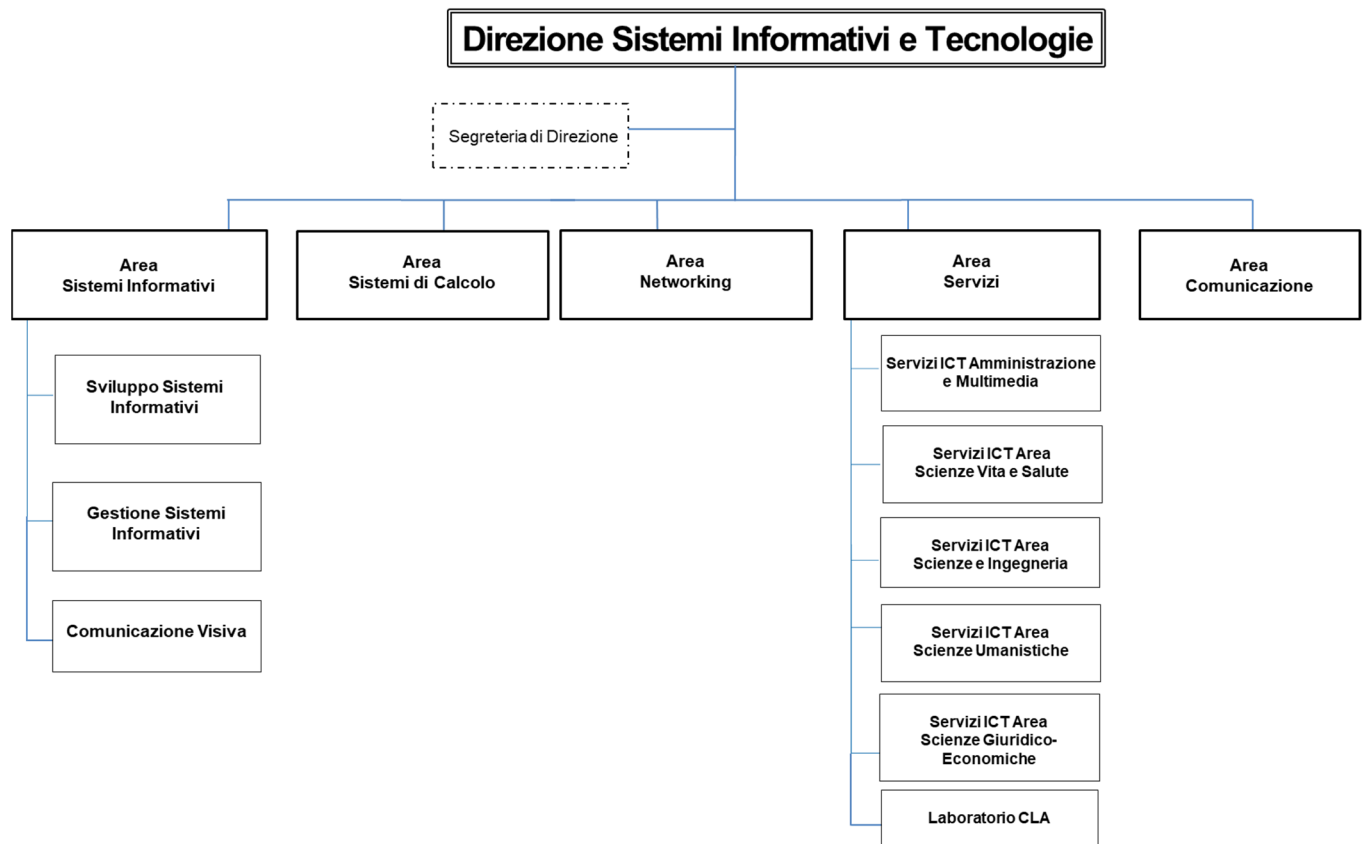 Direzione Sistemi Informativi e Tecnologie
Segreteria di Direzione
Area
Sistemi Informativi
Area
Sistemi di Calcolo
Area
Networking
Area
Servizi
Area
Comunicazione
Sviluppo Sistemi
Informativi
Gestione Sistemi
Informativi
Comunicazione Visiva
Servizi ICT Amministrazione
e Multimedia
Servizi ICT Area
Scienze Vita e Salute
Servizi ICT Area
Scienze e Ingegneria
Servizi ICT Area
Scienze Umanistiche
Servizi ICT Area
Scienze Giuridico-
Economiche
Laboratorio CLA